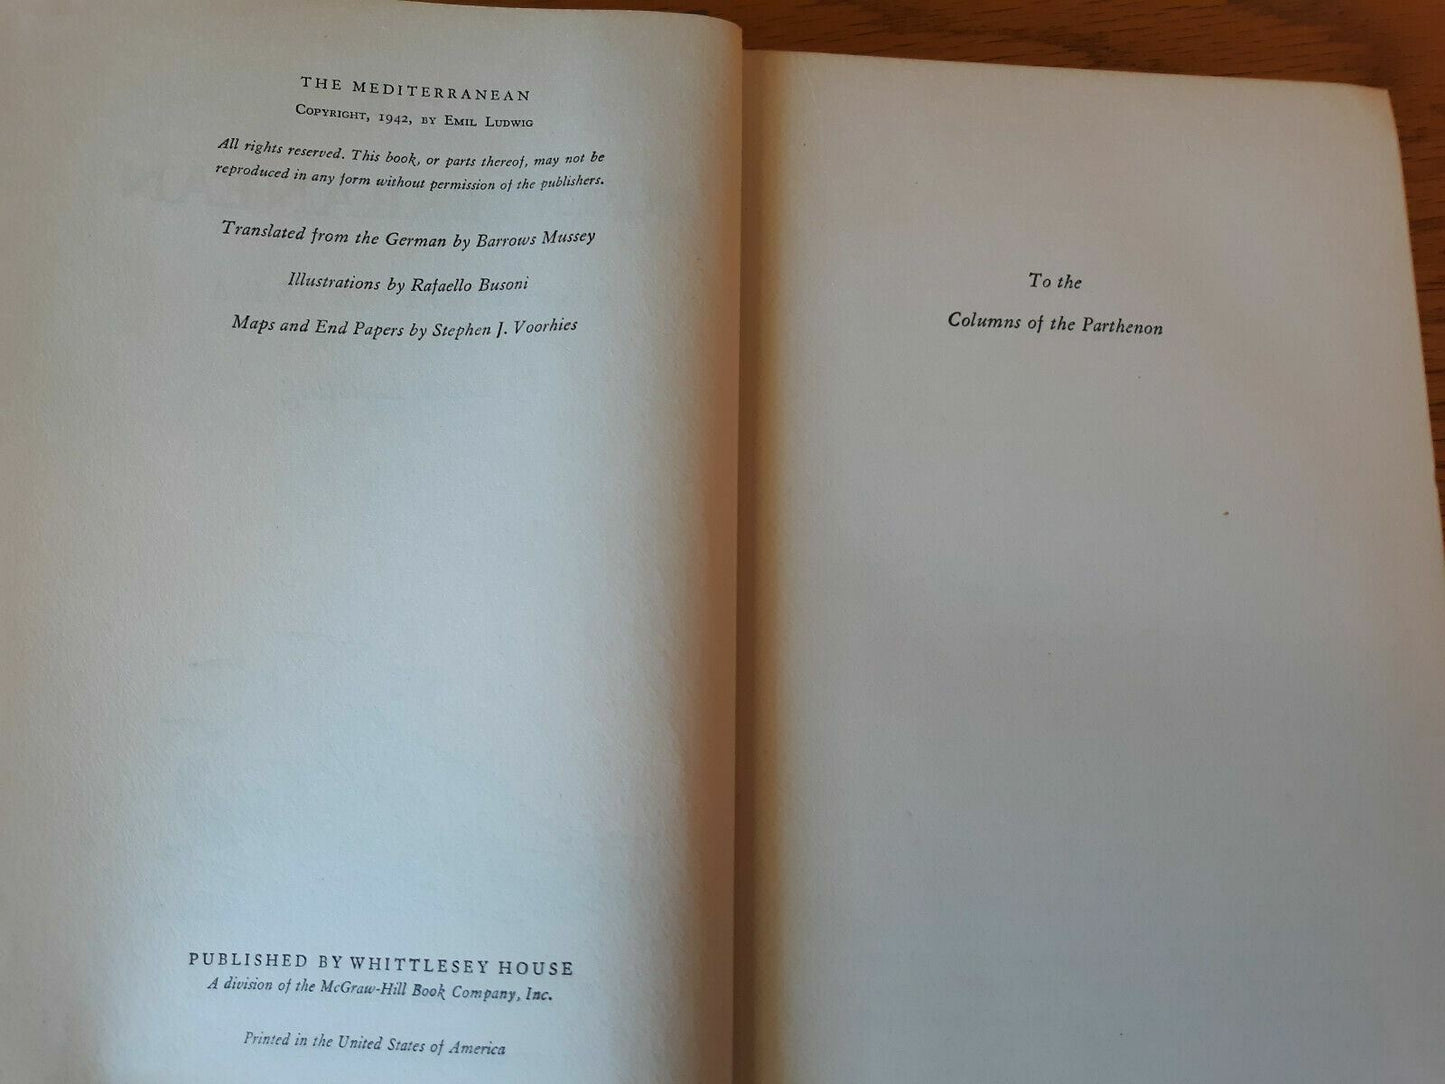 THE MEDITERRANEAN
COPYRIGHT, 1942, BY EMIL LUDWIG
All rights reserved. This book, or parts thereof, may not be
reproduced in any form without permission of the publishers.
Translated from the German by Barrows Mussey
Illustrations by Rafaello Busoni
Maps and End Papers by Stephen J. Voorhies
PUBLISHED BY WHITTLESEY HOUSE
A division of the McGraw-Hill Book Company, Inc.
Printed in the United States of America
To the
Columns of the Parthenon